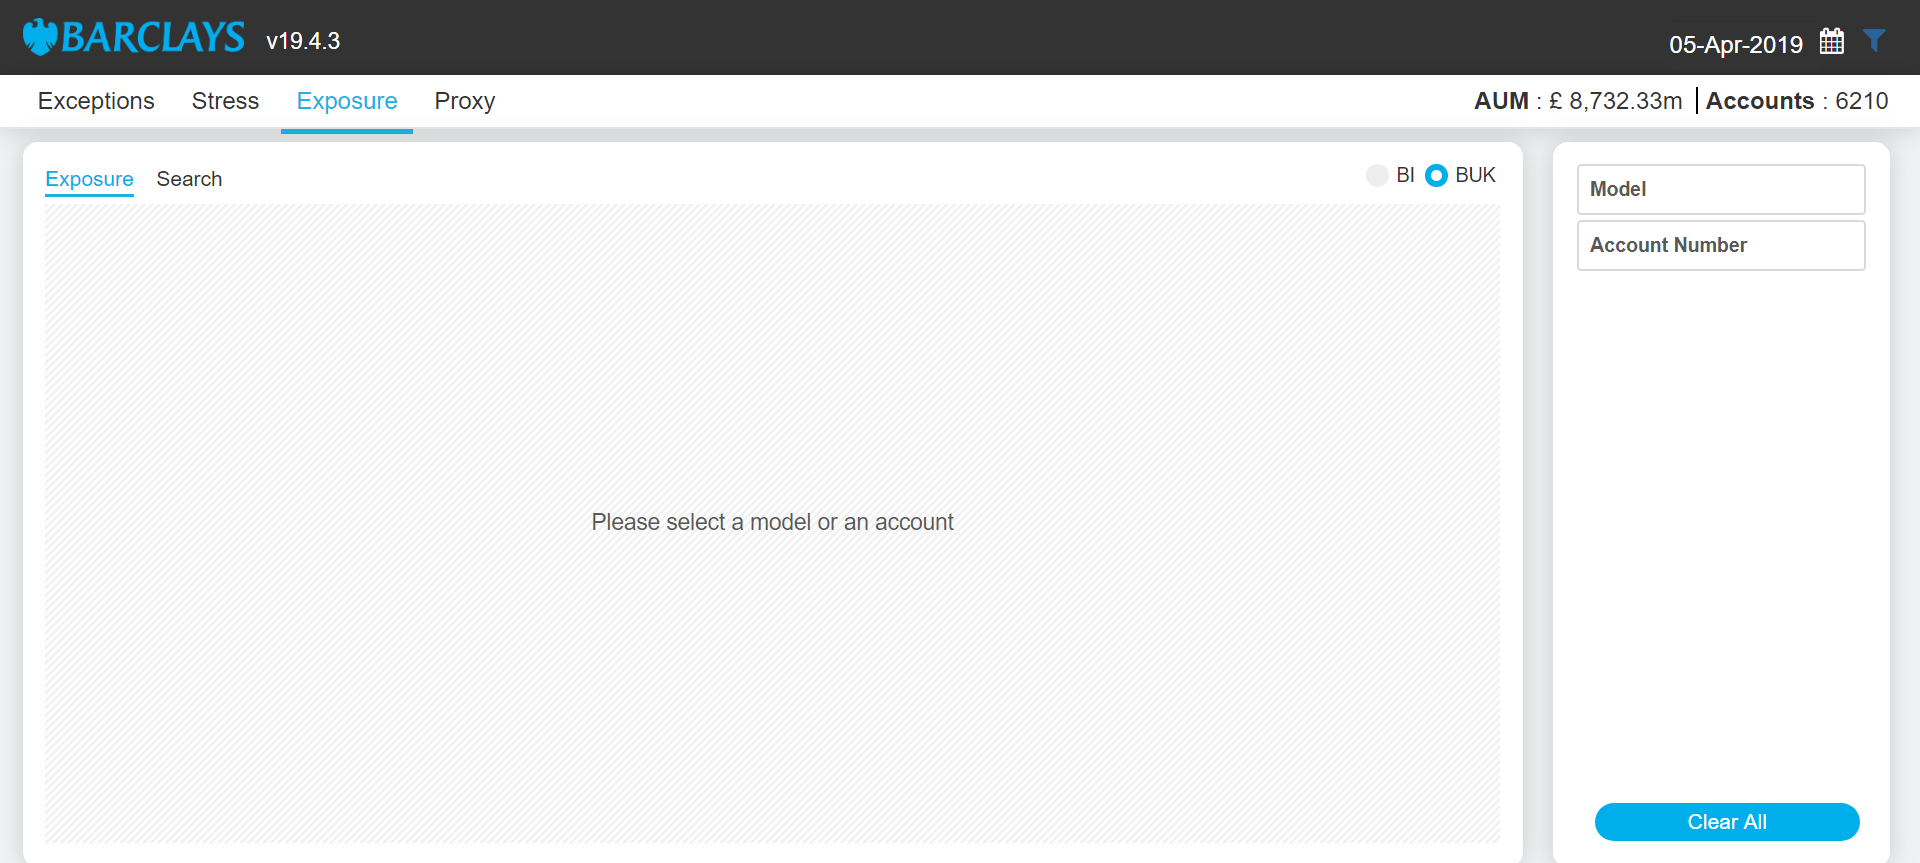 BARCLAYS v19.4.3
05-Apr-2019
Exceptions Stress Exposure Proxy
AUM : £ 8,732.33m | Accounts : 6210
Exposure Search
BI BUK
Model
Account Number
Please select a model or an account
Clear All